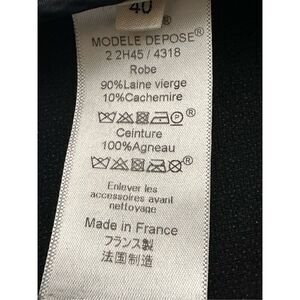 40
®
MODELE DEPOSE®
2 2H45 / 4318
Robe
90%Laine vierge
10%Cachemire
Ceinture
100%Agneau
Enlever les
accessoires avant
nettoyage
Made in France
フランス製
法国制造